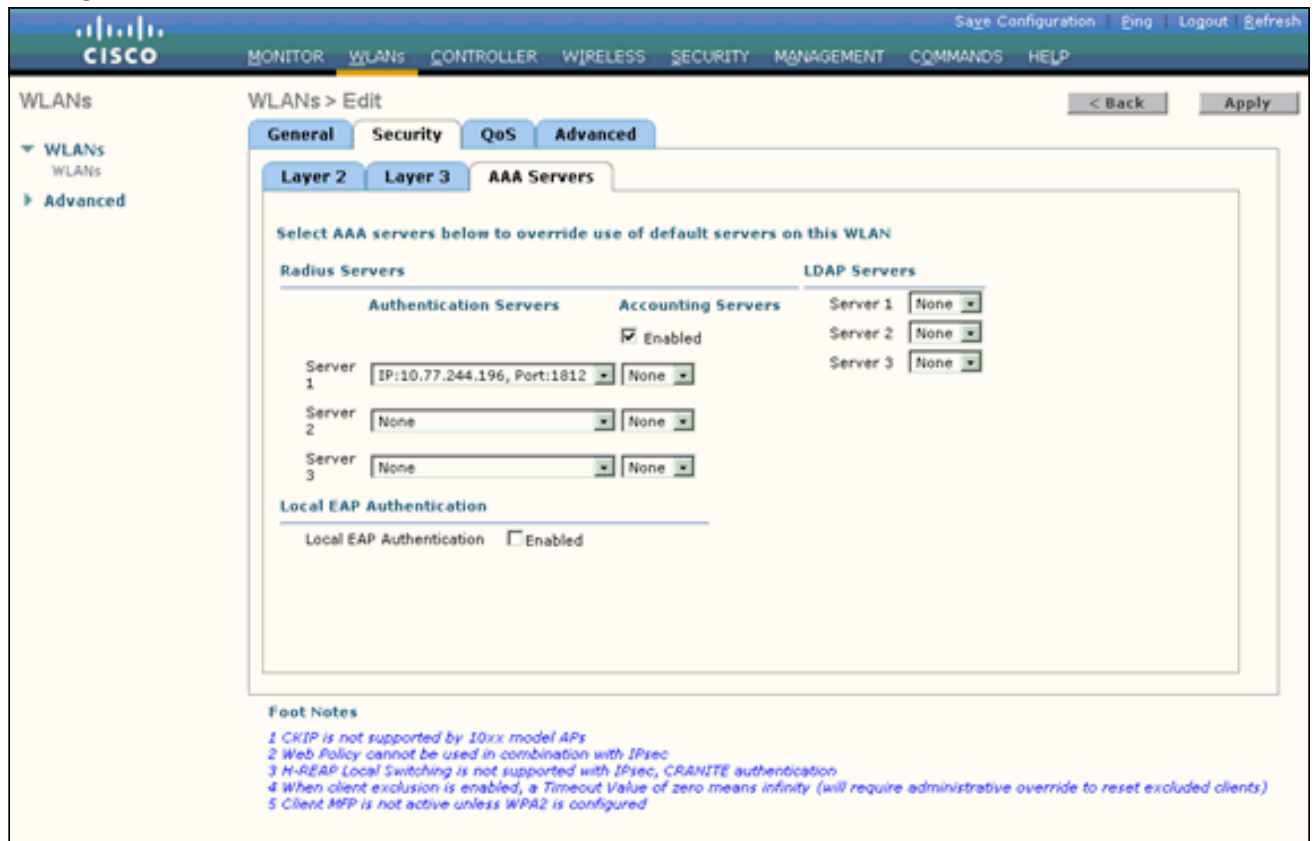 Save Configuration | Ping | Logout | Refresh
CISCO
MONITOR WLANs CONTROLLER WIRELESS SECURITY MANAGEMENT COMMANDS HELP
WLANs
WLANs
WLANs
Advanced
WLANs > Edit
< Back Apply
General Security QoS Advanced
Layer 2 Layer 3 AAA Servers
Select AAA servers below to override use of default servers on this WLAN
Radius Servers LDAP Servers
Authentication Servers Accounting Servers Server 1 None
Enabled Server 2 None
Server 1 IP:10.77.244.196, Port:1812 None Server 3 None
Server 2 None None
Server 3 None None
Local EAP Authentication
Local EAP Authentication Enabled
Foot Notes
1 CKIP is not supported by 10xx model APs
2 Web Policy cannot be used in combination with IPsec
3 H-REAP Local Switching is not supported with IPsec, CRANITE authentication
4 When client exclusion is enabled, a Timeout Value of zero means infinity (will require administrative override to reset excluded clients)
5 Client MFP is not active unless WPA2 is configured